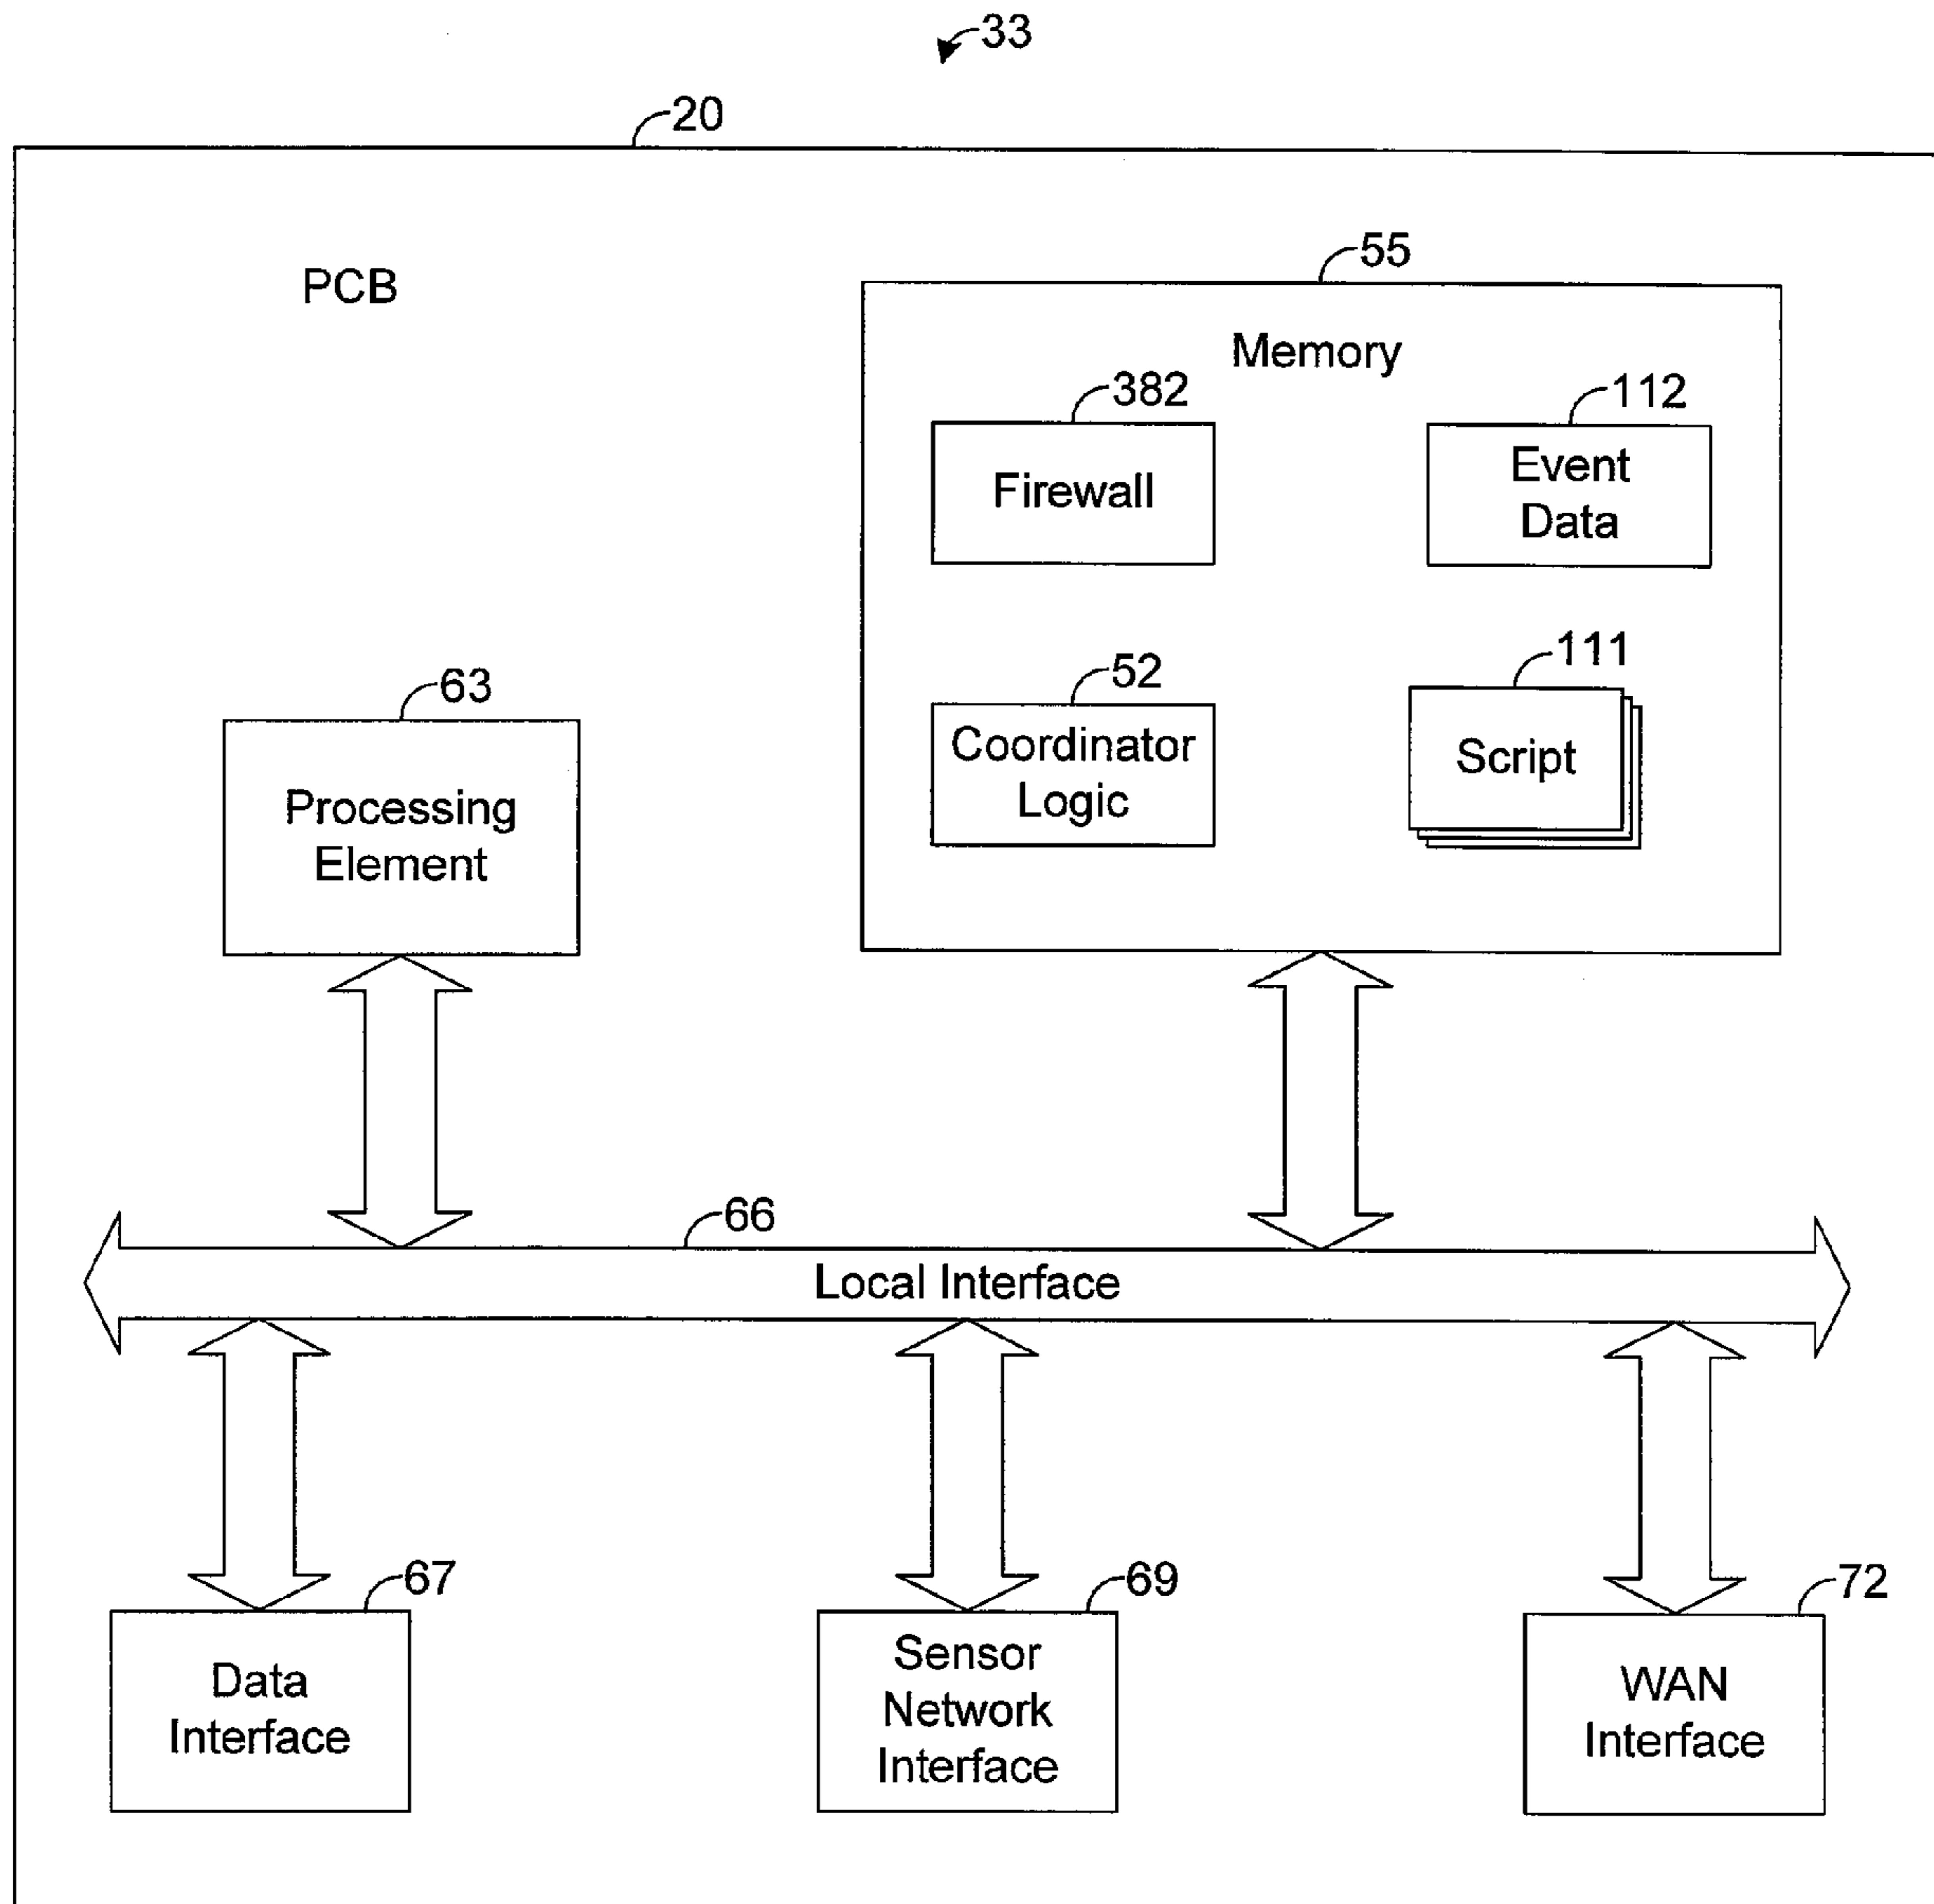 33
20
PCB
55
Memory
382
Firewall
112
Event
Data
52
Coordinator
Logic
111
Script
63
Processing
Element
66
Local Interface
67
Data
Interface
69
Sensor
Network
Interface
72
WAN
Interface